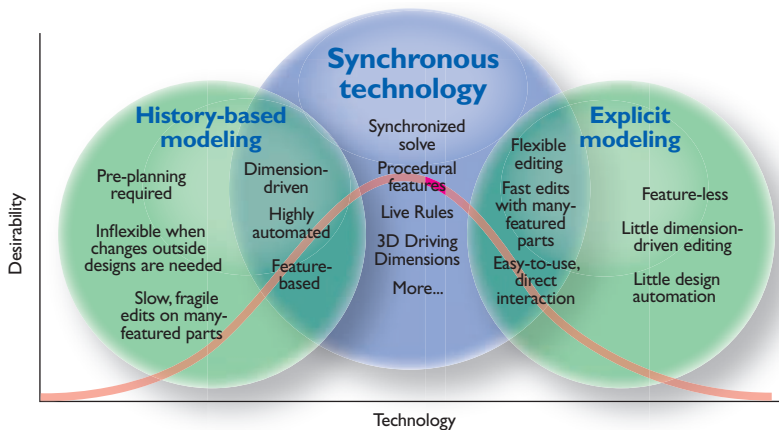 Synchronous
technology
History-based
modeling
Explicit
modeling
Pre-planning
required
Inflexible when
changes outside
designs are needed
Slow, fragile
edits on many-
featured parts
Dimension-
driven
Highly
automated
Feature-
based
Synchronized
solve
Procedural
features
Live Rules
3D Driving
Dimensions
More...
Flexible
editing
Fast edits
with many-
featured
parts
Easy-to-use,
direct
interaction
Feature-less
Little dimension-
driven editing
Little design
automation
Desirability
Technology